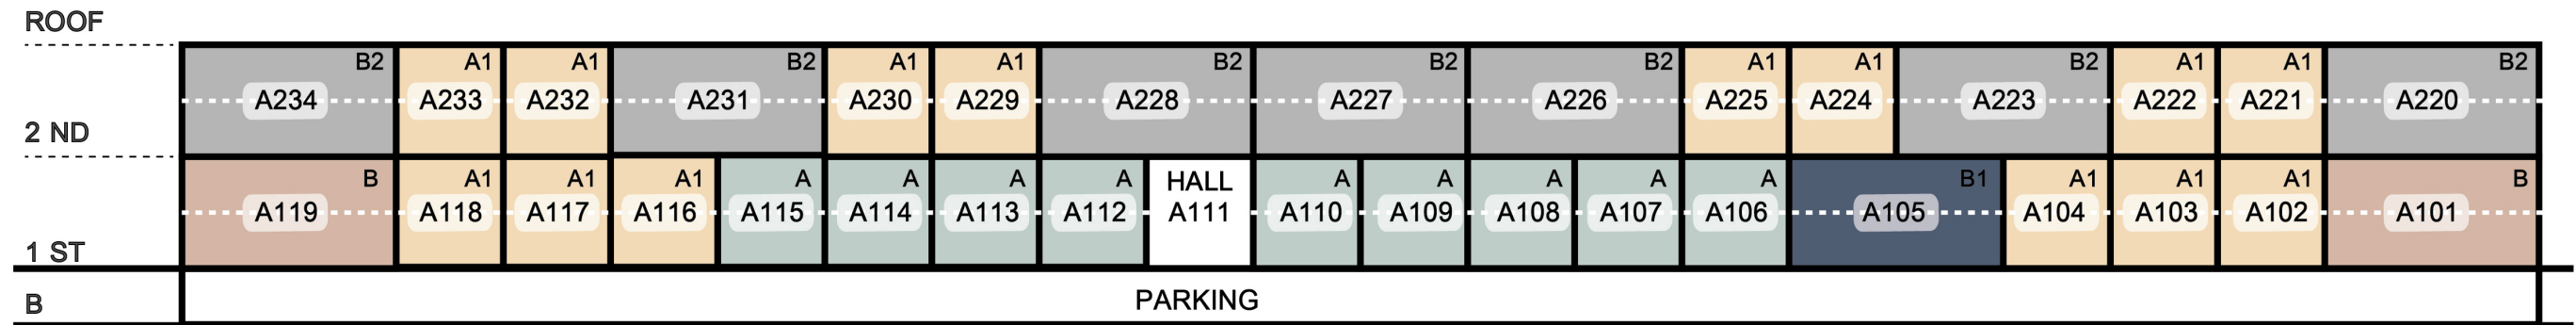 ROOF
B2 A1 A1 B2 A1 A1 B2 B2 B2 A1 A1 B2 A1 A1 B2
A234 A233 A232 A231 A230 A229 A228 A227 A226 A225 A224 A223 A222 A221 A220
2 ND
B A1 A1 A1 A A A A HALL A A A A A B1 A1 A1 A1 B
A119 A118 A117 A116 A115 A114 A113 A112 A111 A110 A109 A108 A107 A106 A105 A104 A103 A102 A101
1 ST
B PARKING